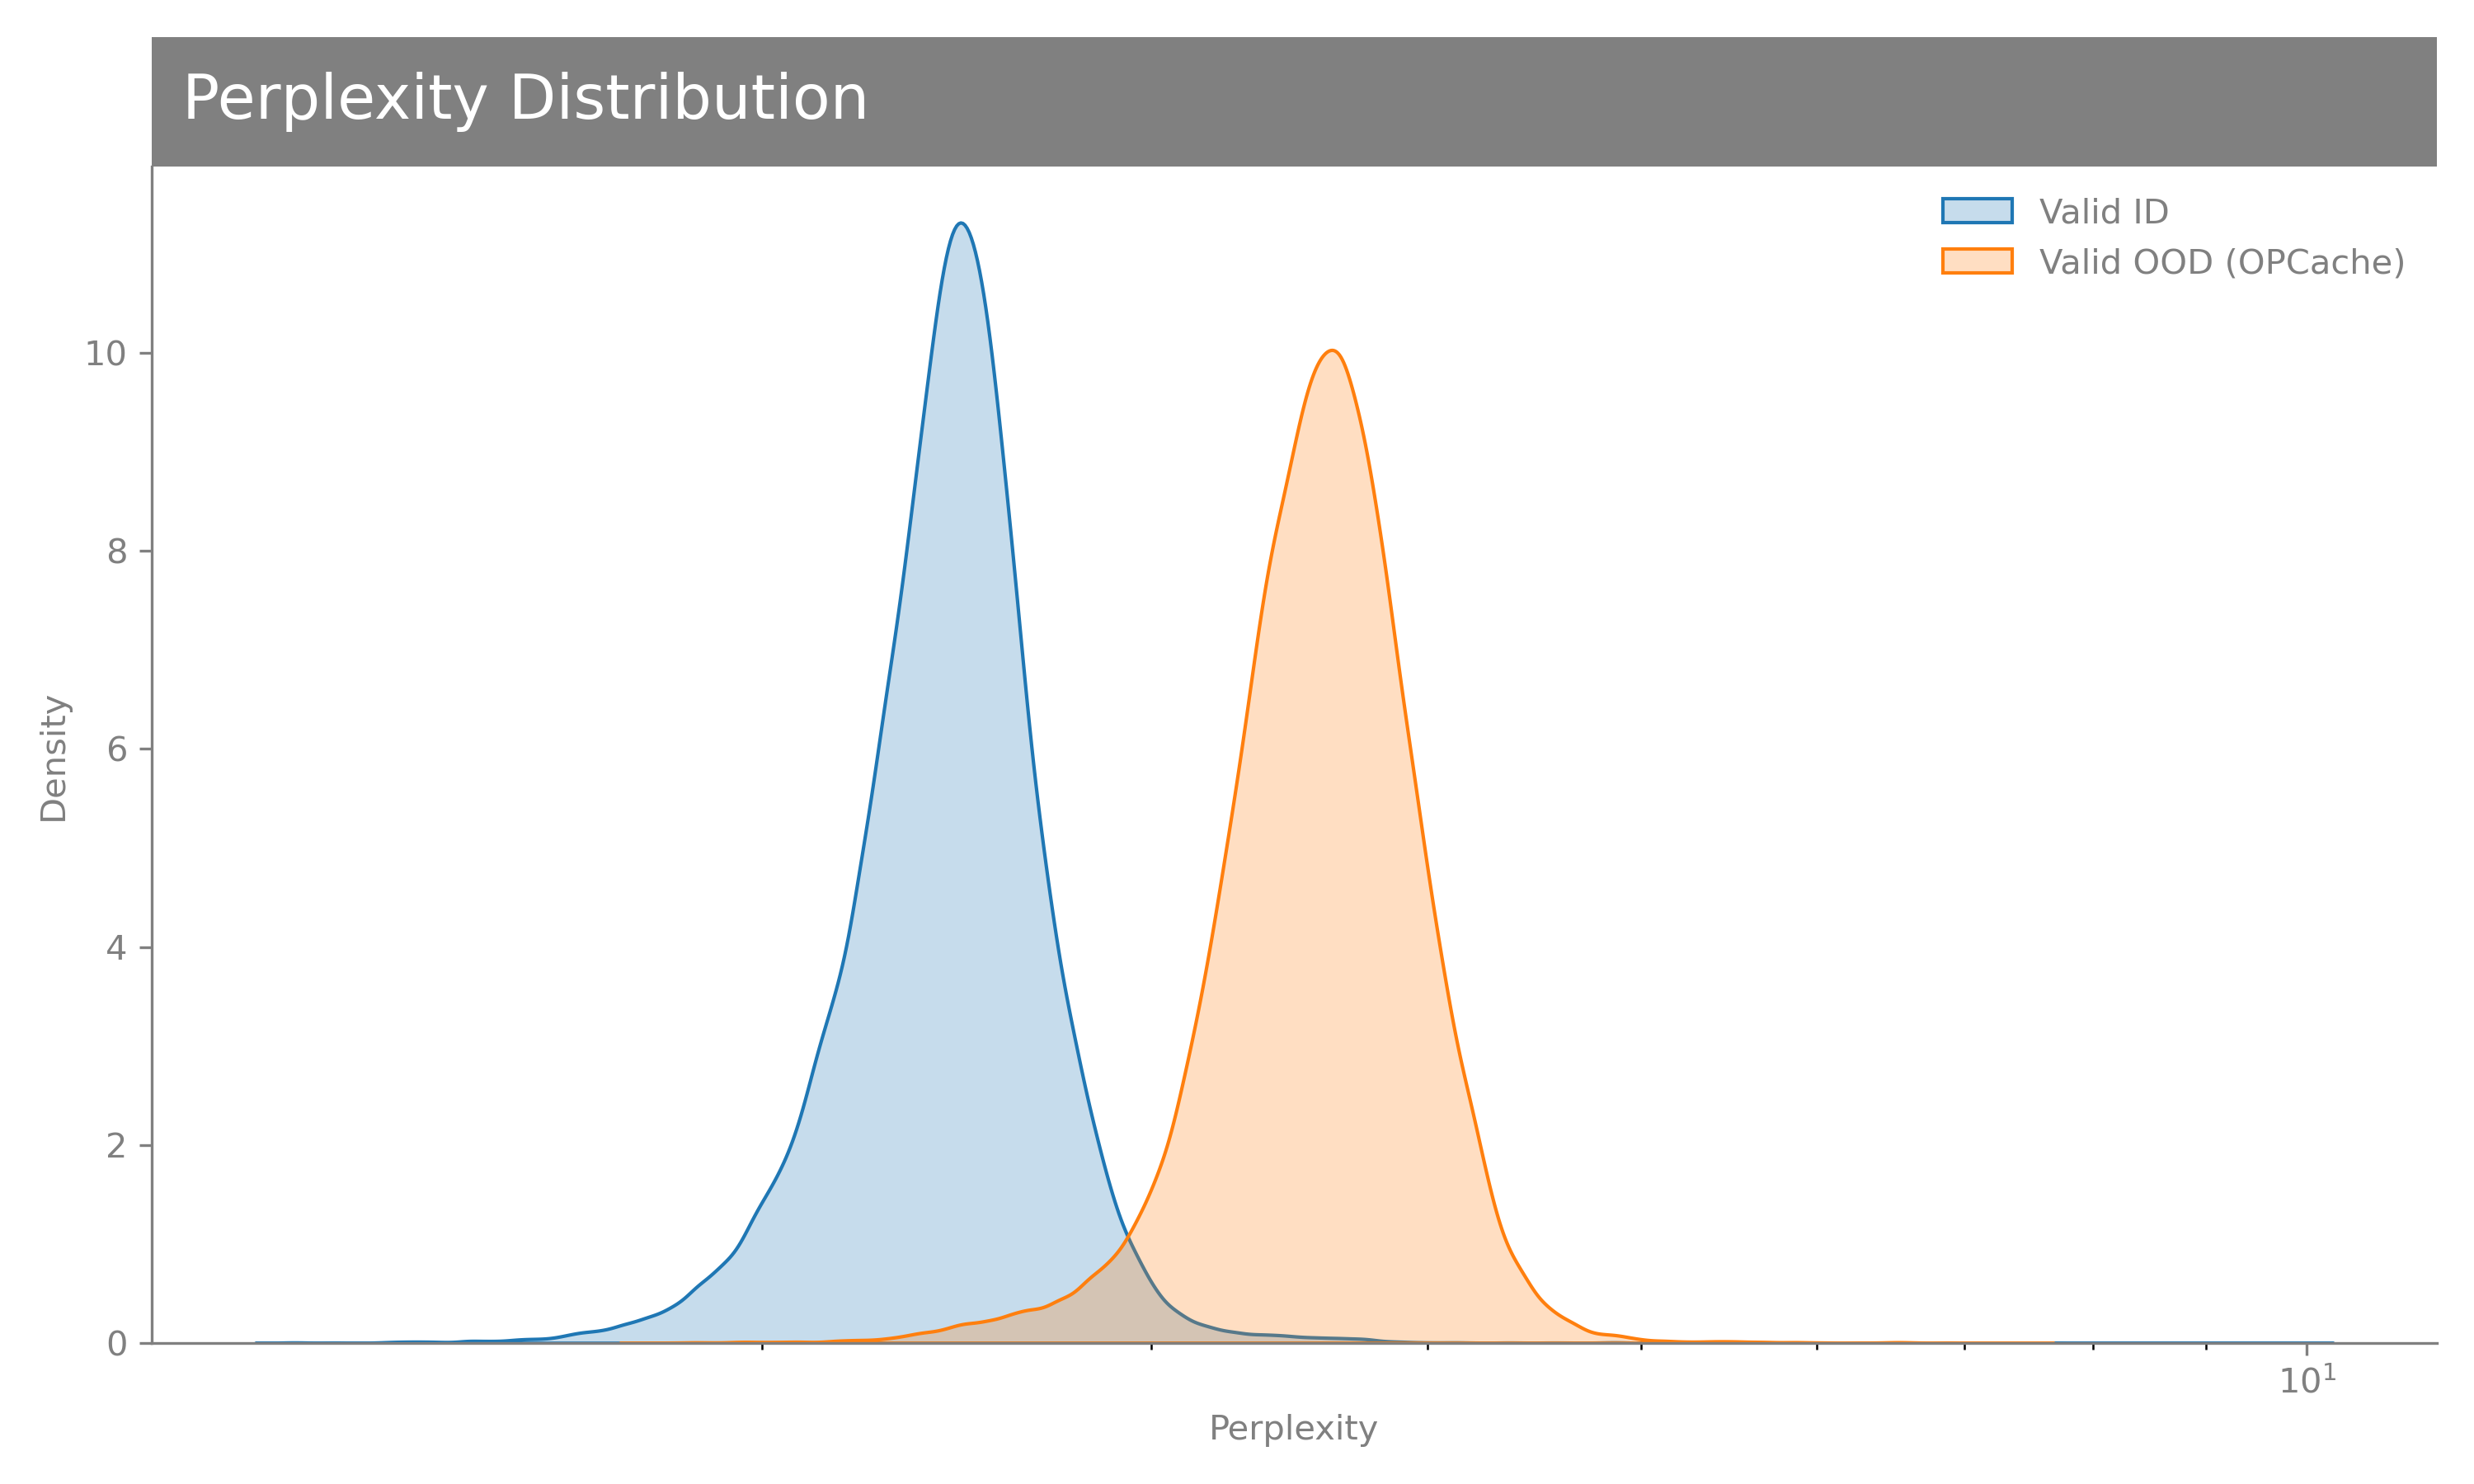 Perplexity Distribution
Valid ID
Valid OOD (OPCache)
10
8
6
4
2
0
Density
10¹
Perplexity